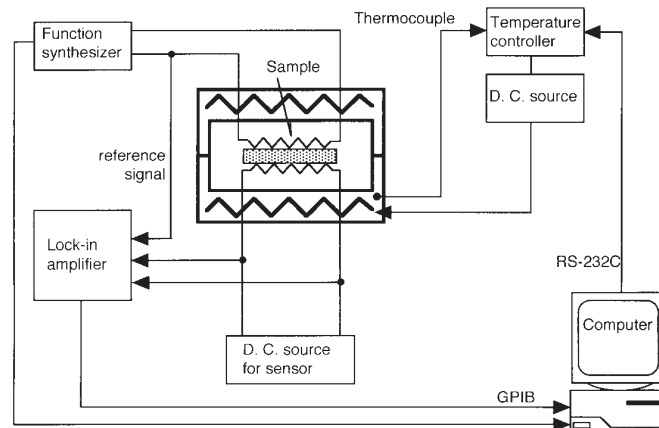 Function
synthesizer
Thermocouple
Temperature
controller
Sample
D. C. source
reference
signal
Lock-in
amplifier
RS-232C
Computer
D. C. source
for sensor
GPIB